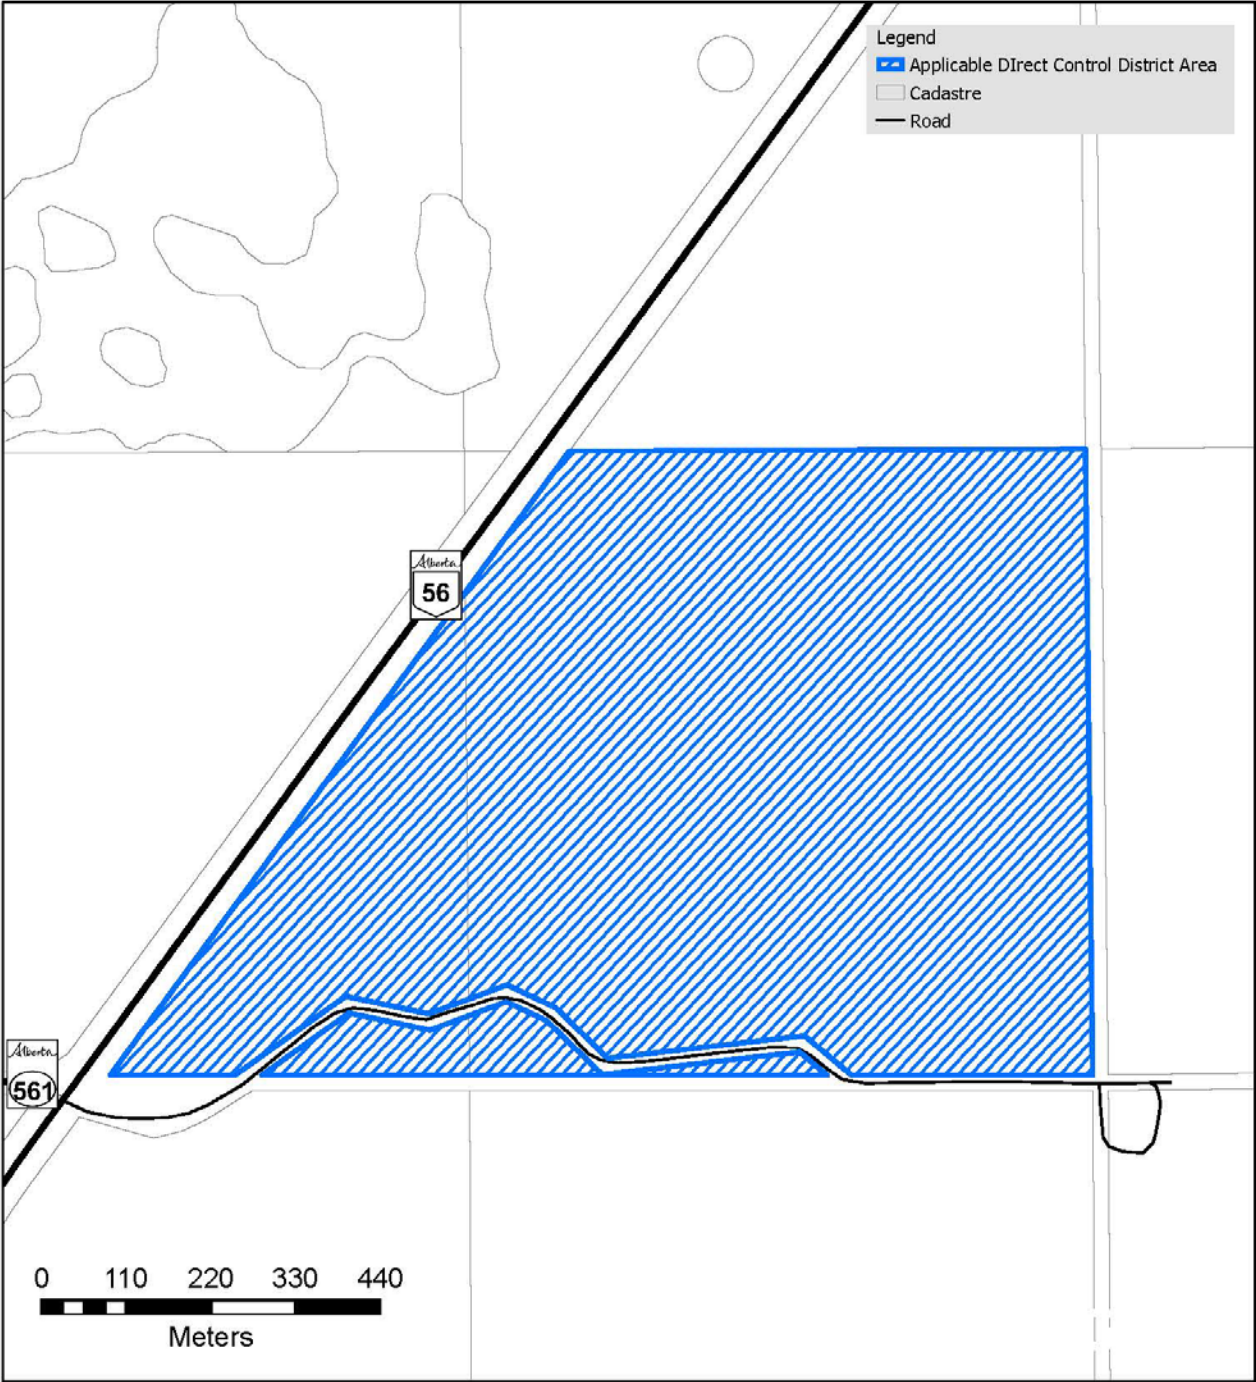 Legend
Applicable DIrect Control District Area
Cadastre
Road
Alberta
56
Alberta
561
0 110 220 330 440
Meters